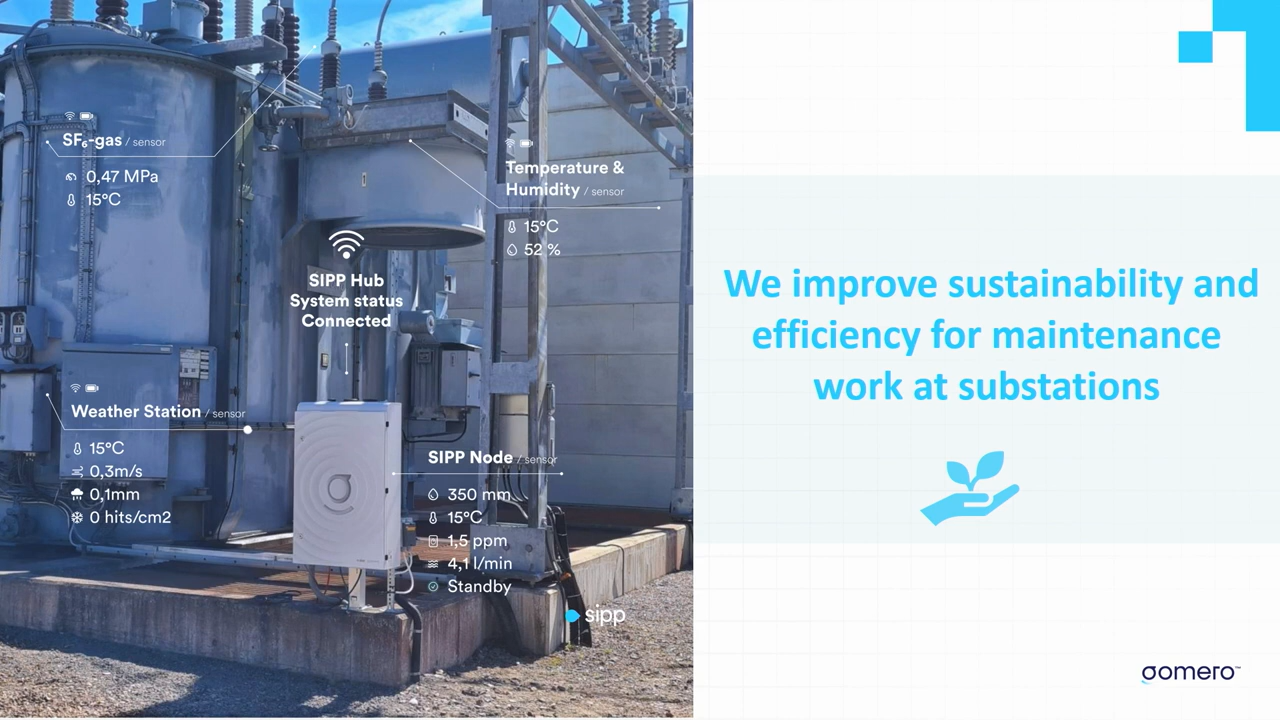 SF₆-gas / sensor
0,47 MPa
15°C
Temperature &
Humidity / sensor
15°C
52 %
SIPP Hub
System status
Connected
Weather Station / sensor
15°C
0,3m/s
0,1mm
0 hits/cm2
SIPP Node / sensor
350 mm
15°C
1,5 ppm
4,1 l/min
Standby
sipp
We improve sustainability and
efficiency for maintenance
work at substations
gomero™